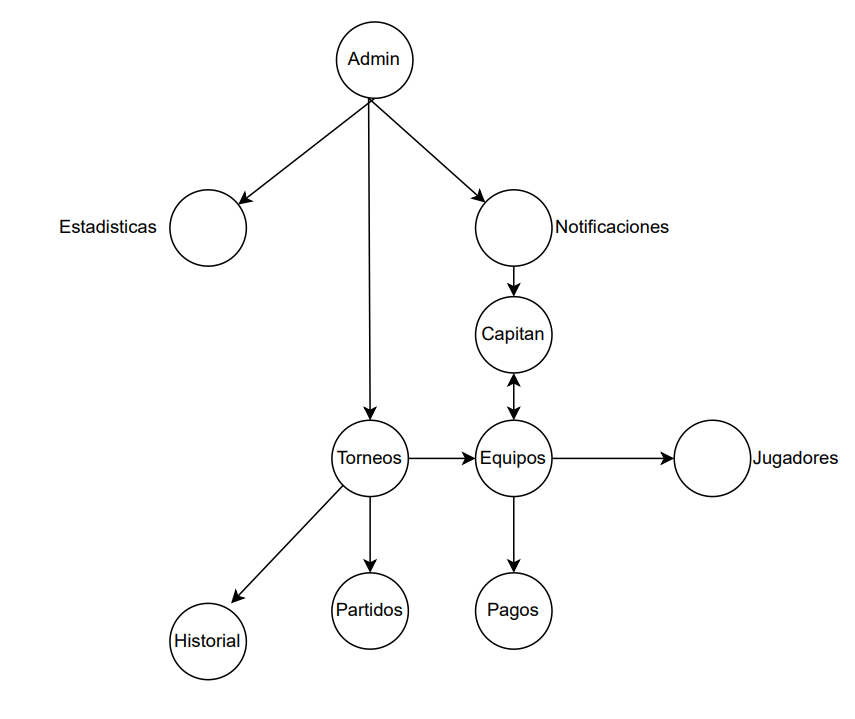 Admin
Estadisticas
Notificaciones
Capitan
Torneos
Equipos
Jugadores
Partidos
Pagos
Historial